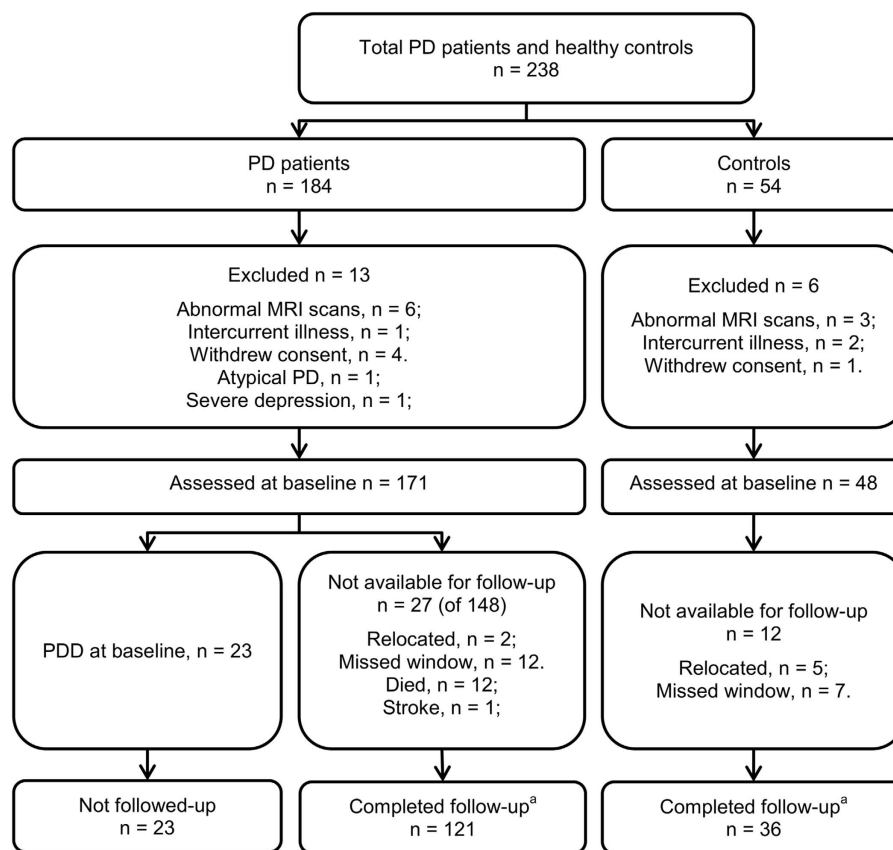 Total PD patients and healthy controls
n = 238
PD patients
n = 184
Controls
n = 54
Excluded n = 13
Abnormal MRI scans, n = 6;
Intercurrent illness, n = 1;
Withdrew consent, n = 4.
Atypical PD, n = 1;
Severe depression, n = 1;
Excluded n = 6
Abnormal MRI scans, n = 3;
Intercurrent illness, n = 2;
Withdrew consent, n = 1.
Assessed at baseline n = 171
Assessed at baseline n = 48
PDD at baseline, n = 23
Not available for follow-up
n = 27 (of 148)
Relocated, n = 2;
Missed window, n = 12.
Died, n = 12;
Stroke, n = 1;
Not available for follow-up
n = 12
Relocated, n = 5;
Missed window, n = 7.
Not followed-up
n = 23
Completed follow-upᵃ
n = 121
Completed follow-upᵃ
n = 36